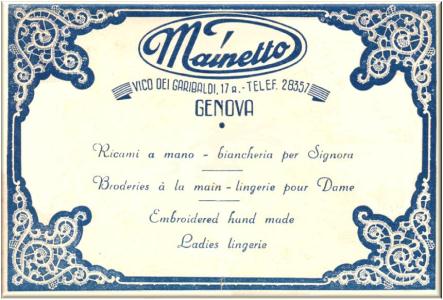 Mainetto
VICO DEI GARIBALDI, 17 R. - TELEF. 28357
GENOVA
Ricami a mano - biancheria per Signora
Broderies à la main - lingerie pour Dame
Embroidered hand made
Ladies lingerie